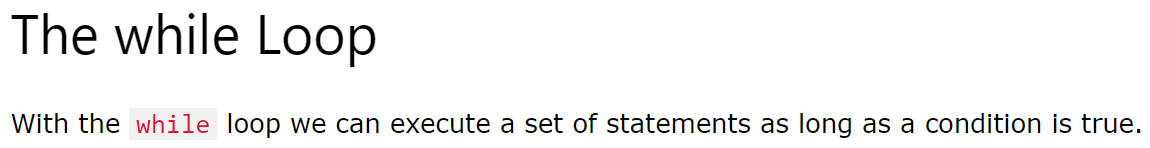 The while Loop
With the while loop we can execute a set of statements as long as a condition is true.